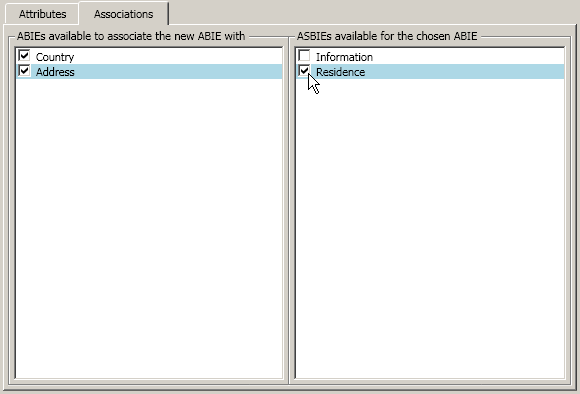 Attributes
Associations
ABIEs available to associate the new ABIE with
ASBIEs available for the chosen ABIE
Country
Address
Information
Residence